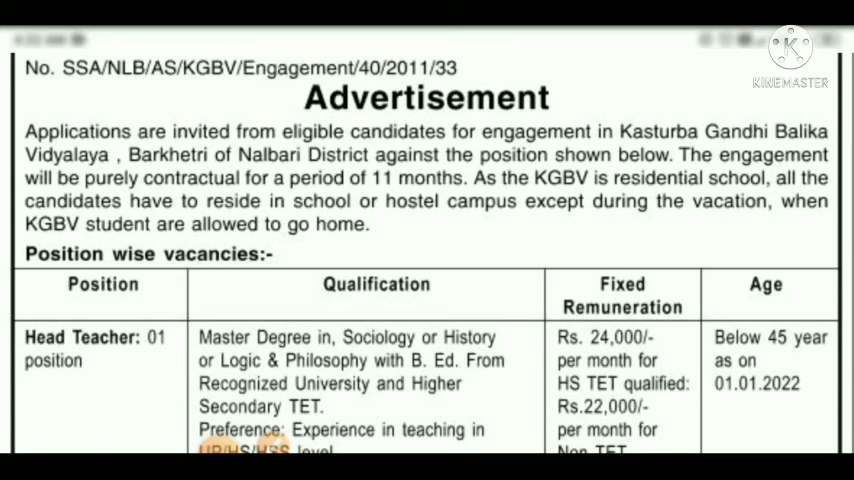 KINEMASTER
No. SSA/NLB/AS/KGBV/Engagement/40/2011/33
Advertisement
Applications are invited from eligible candidates for engagement in Kasturba Gandhi Balika
Vidyalaya , Barkhetri of Nalbari District against the position shown below. The engagement
will be purely contractual for a period of 11 months. As the KGBV is residential school, all the
candidates have to reside in school or hostel campus except during the vacation, when
KGBV student are allowed to go home.
Position wise vacancies:-
Position
Qualification
Fixed
Remuneration
Age
Head Teacher: 01
position
Master Degree in, Sociology or History
or Logic & Philosophy with B. Ed. From
Recognized University and Higher
Secondary TET.
Preference: Experience in teaching in
UP/HS/HSS level
Rs. 24,000/-
per month for
HS TET qualified:
Rs.22,000/-
per month for
Non TET
Below 45 year
as on
01.01.2022